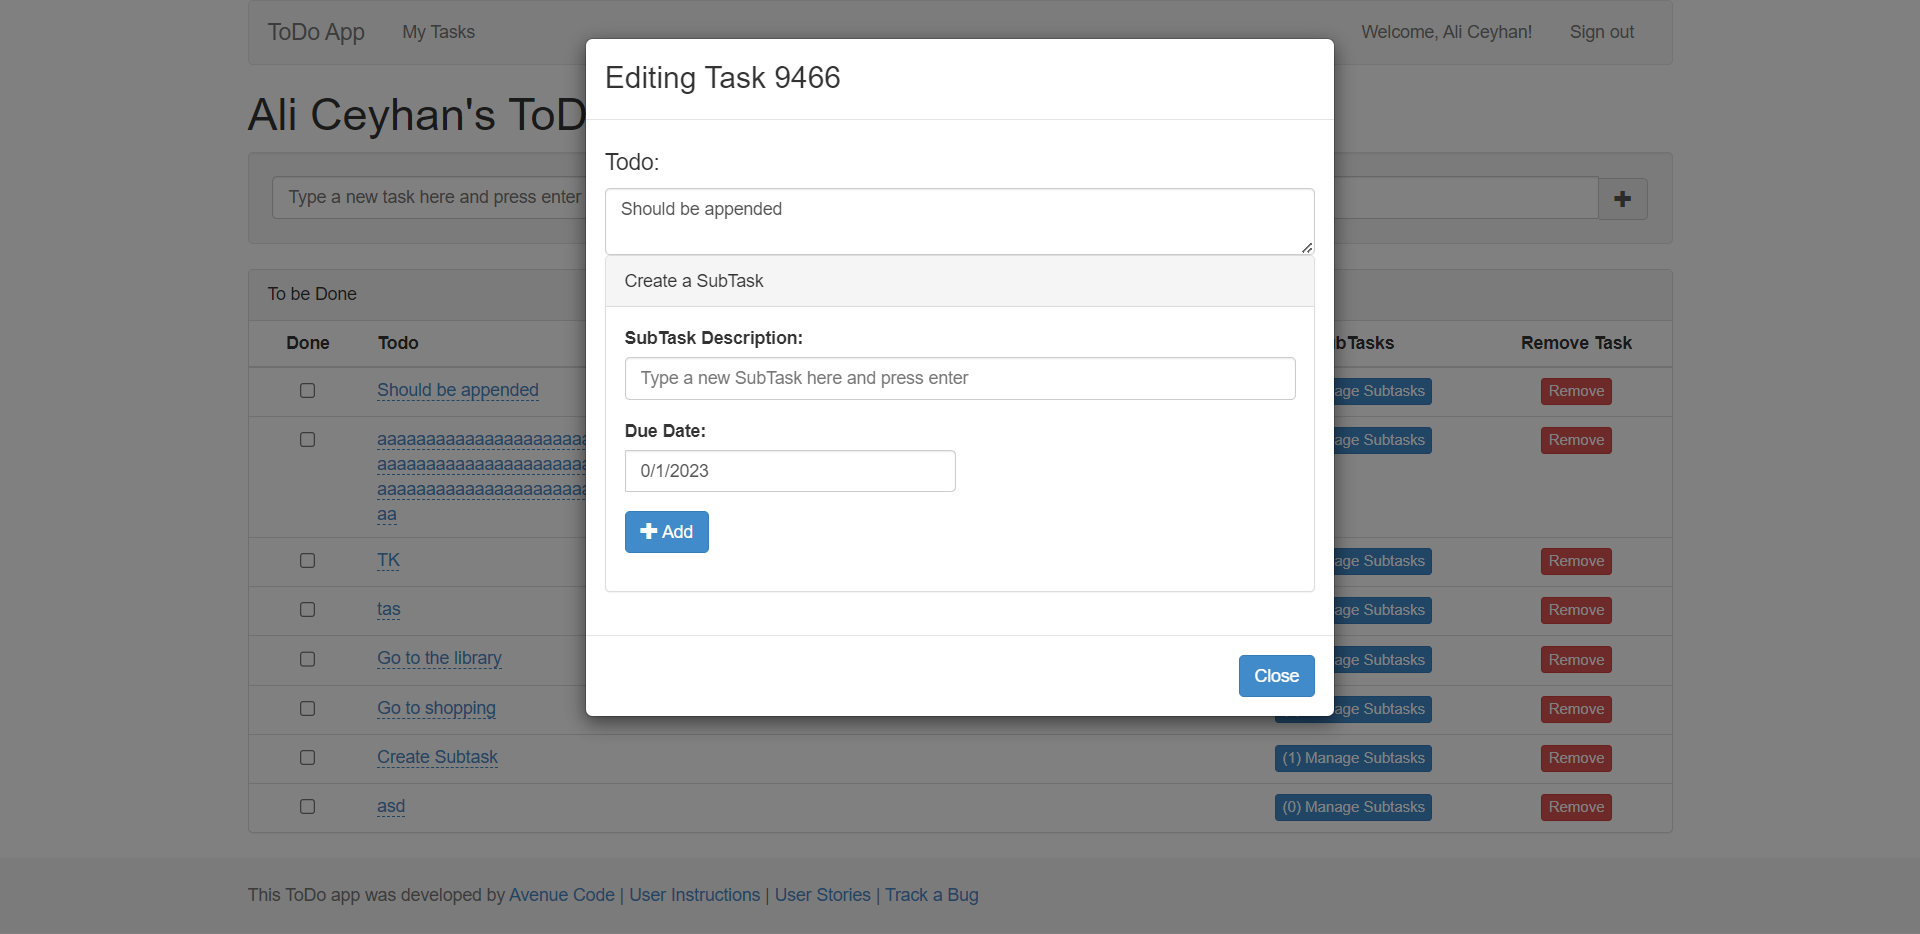 ToDo App My Tasks Welcome, Ali Ceyhan! Sign out
Editing Task 9466
Ali Ceyhan's ToD
Todo:
Type a new task here and press enter
Should be appended
Create a SubTask
To be Done
SubTask Description:
Done Todo bTasks Remove Task
Type a new SubTask here and press enter
Should be appended age Subtasks Remove
Due Date:
age Subtasks Remove
0/1/2023
aa
Add
TK age Subtasks Remove
tas age Subtasks Remove
Go to the library age Subtasks Remove
Close
Go to shopping age Subtasks Remove
Create Subtask (1) Manage Subtasks Remove
asd (0) Manage Subtasks Remove
This ToDo app was developed by Avenue Code | User Instructions | User Stories | Track a Bug